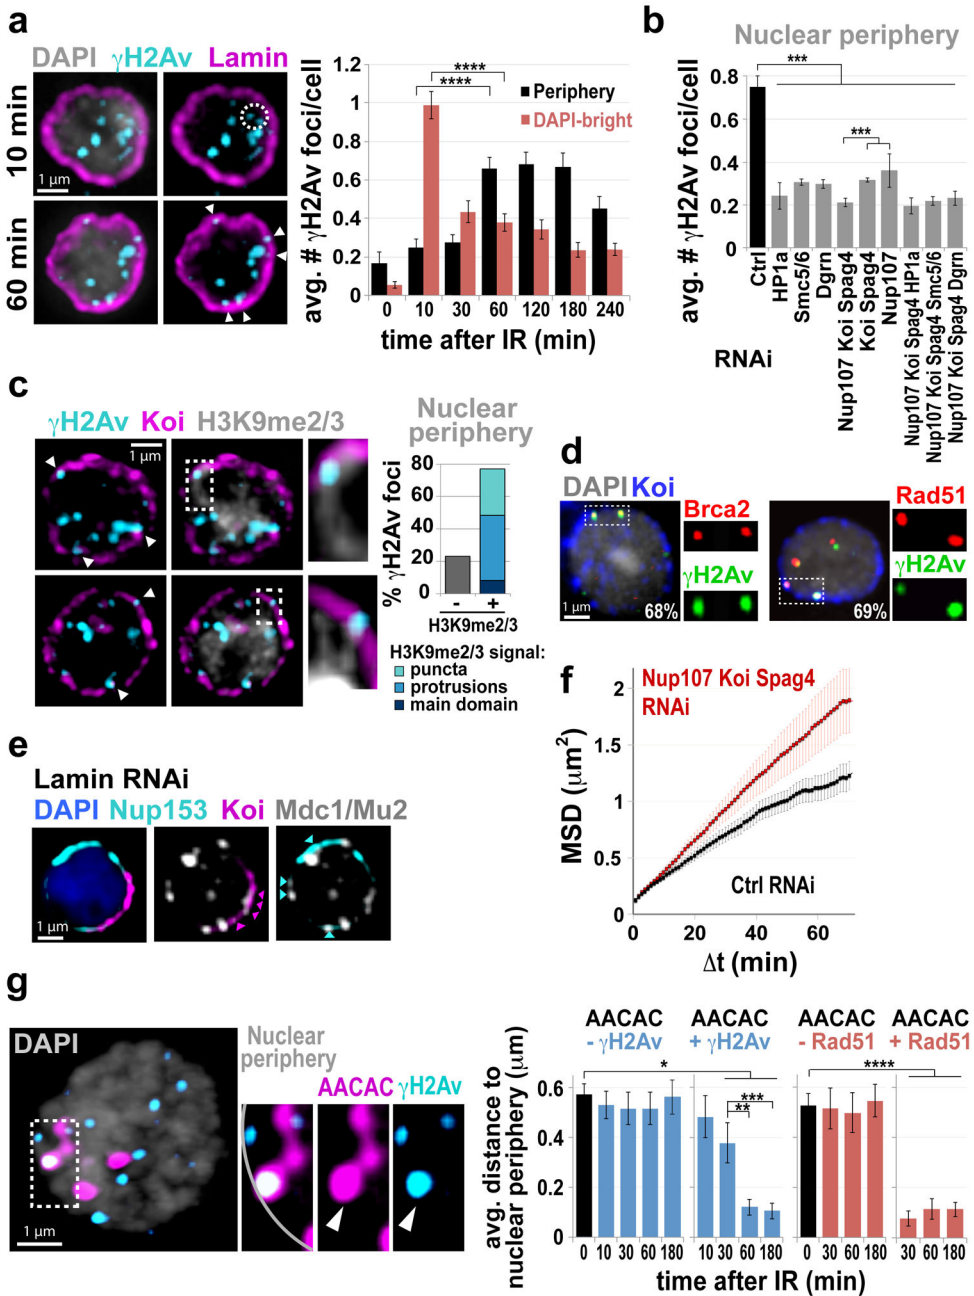 a
DAPI γH2Av Lamin
10 min
1 µm
60 min
avg. # γH2Av foci/cell
1.2
1
0.8
0.6
0.4
0.2
0
****
****
Periphery
DAPI-bright
0 10 30 60 120 180 240
time after IR (min)
b
Nuclear periphery
avg. # γH2Av foci/cell
0.8
0.6
0.4
0.2
0
***
***
RNAi
Ctrl
HP1a
Smc5/6
Dgrn
Nup107 Koi Spag4
Koi Spag4
Nup107
Nup107 Koi Spag4 HP1a
Nup107 Koi Spag4 Smc5/6
Nup107 Koi Spag4 Dgrn
c
γH2Av Koi H3K9me2/3
1 µm
Nuclear
periphery
% γH2Av foci
80
60
40
20
0
- +
H3K9me2/3
H3K9me2/3 signal:
puncta
protrusions
main domain
d
DAPI Koi
Brca2
γH2Av
1 µm
68%
Rad51
γH2Av
69%
e
Lamin RNAi
DAPI Nup153 Koi Mdc1/Mu2
1 µm
f
Nup107 Koi Spag4
RNAi
MSD (µm²)
2
1.5
1
0.5
0
Ctrl RNAi
0 20 40 60
Δt (min)
g
DAPI
1 µm
Nuclear
periphery
AACAC γH2Av
avg. distance to
nuclear periphery (µm)
0.6
0.4
0.2
0
AACAC
- γH2Av
AACAC
+ γH2Av
AACAC
- Rad51
AACAC
+ Rad51
*
***
**
****
0 10 30 60 180
10 30 60 180
0 30 60 180
30 60 180
time after IR (min)